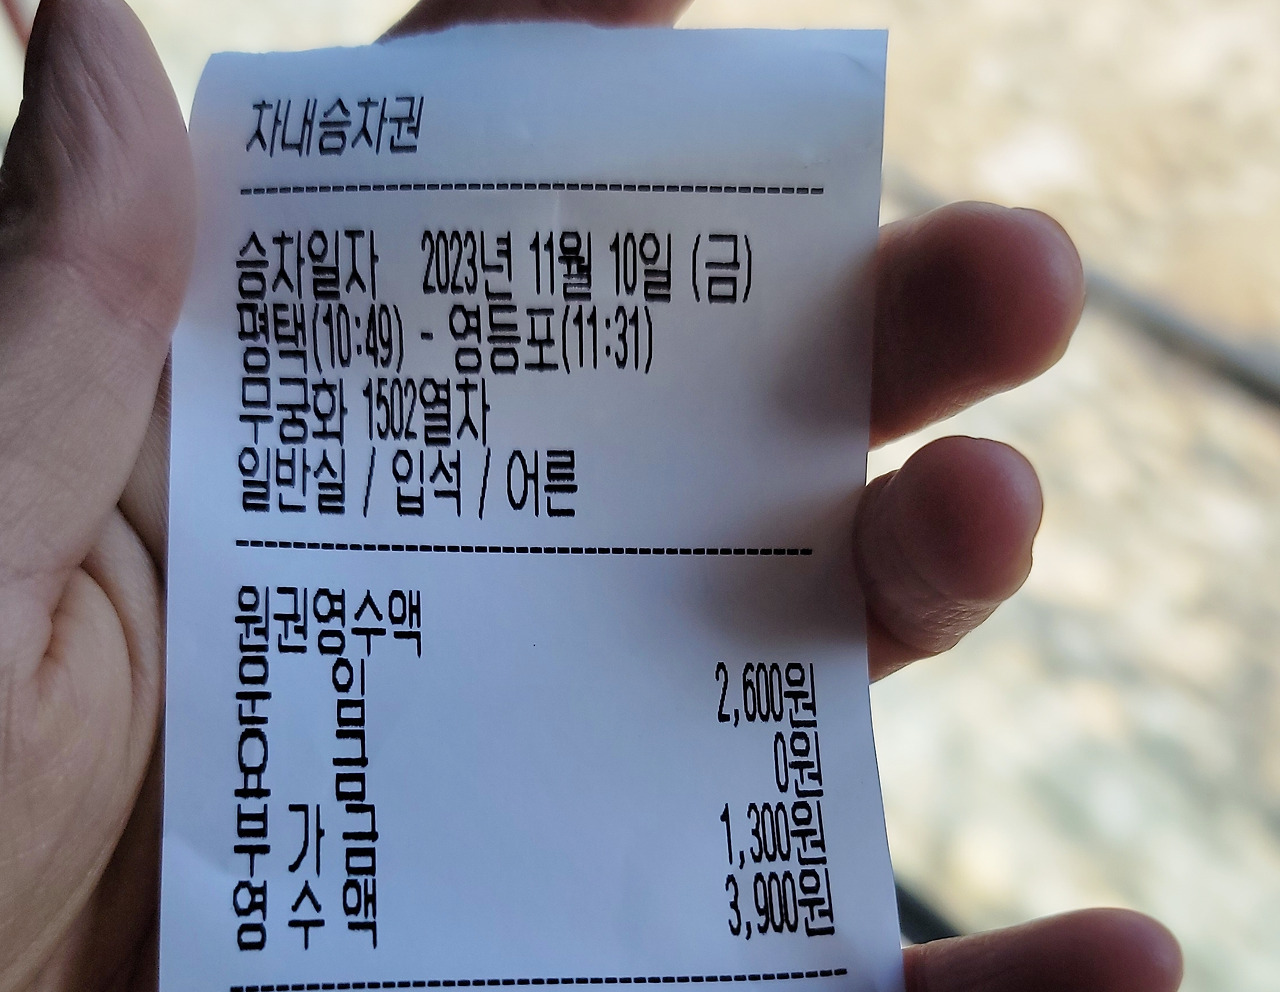 차내승차권
승차일자 2023년 11월 10일 (금)
평택(10:49) - 영등포(11:31)
무궁화 1502열차
일반실 / 입석 / 어른
원권영수액
운 임 2,600원
요 금 0원
부 가 금 1,300원
영 수 액 3,900원